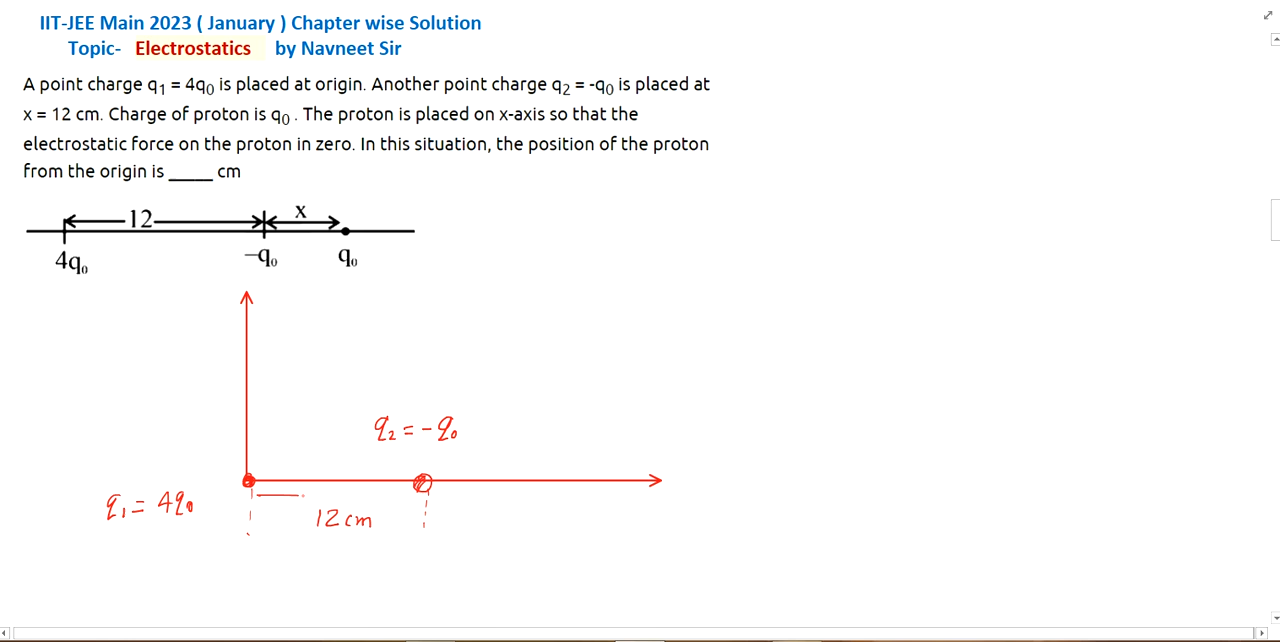 IIT-JEE Main 2023 ( January ) Chapter wise Solution
Topic- Electrostatics by Navneet Sir
A point charge q₁ = 4q₀ is placed at origin. Another point charge q₂ = -q₀ is placed at
x = 12 cm. Charge of proton is q₀ . The proton is placed on x-axis so that the
electrostatic force on the proton in zero. In this situation, the position of the proton
from the origin is _____ cm
12 x
4q₀ –q₀ q₀
q₂ = - q₀
q₁ = 4q₀
12 cm